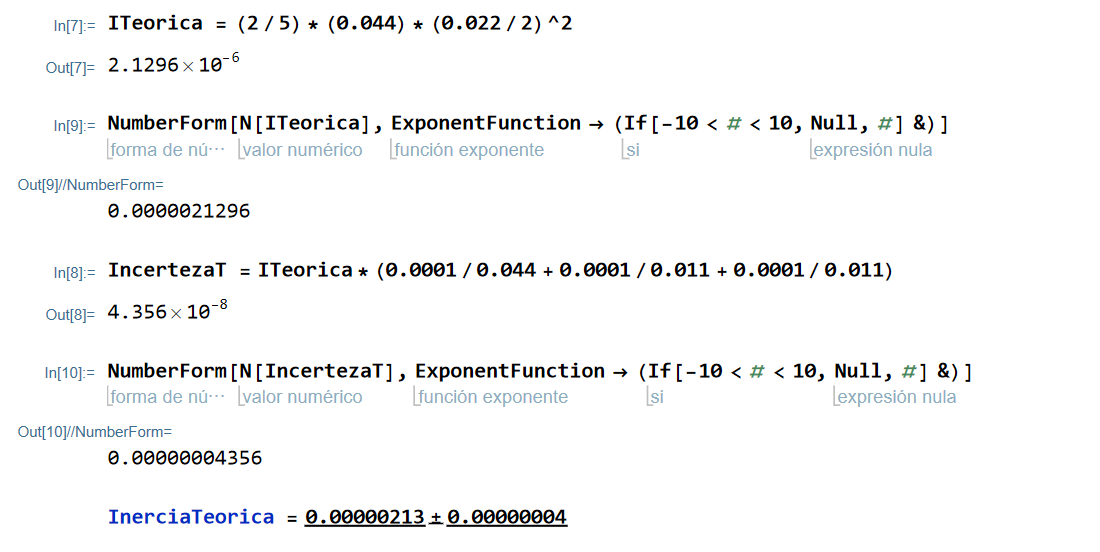 In[7]:= ITeorica = (2 / 5) * (0.044) * (0.022 / 2) ^2
Out[7]= 2.1296 × 10^-6
In[9]:= NumberForm[N[ITeorica], ExponentFunction → (If[-10 < # < 10, Null, #] &)]
forma de nú··· valor numérico función exponente si expresión nula
Out[9]//NumberForm=
0.0000021296
In[8]:= IncertezaT = ITeorica * (0.0001 / 0.044 + 0.0001 / 0.011 + 0.0001 / 0.011)
Out[8]= 4.356 × 10^-8
In[10]:= NumberForm[N[IncertezaT], ExponentFunction → (If[-10 < # < 10, Null, #] &)]
forma de nú··· valor numérico función exponente si expresión nula
Out[10]//NumberForm=
0.00000004356
InerciaTeorica = 0.00000213 ± 0.00000004